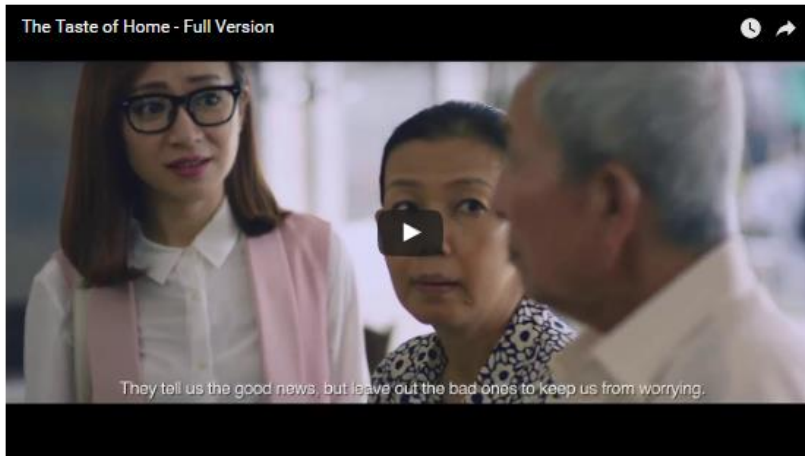 The Taste of Home - Full Version
They tell us the good news, but leave out the bad ones to keep us from worrying.